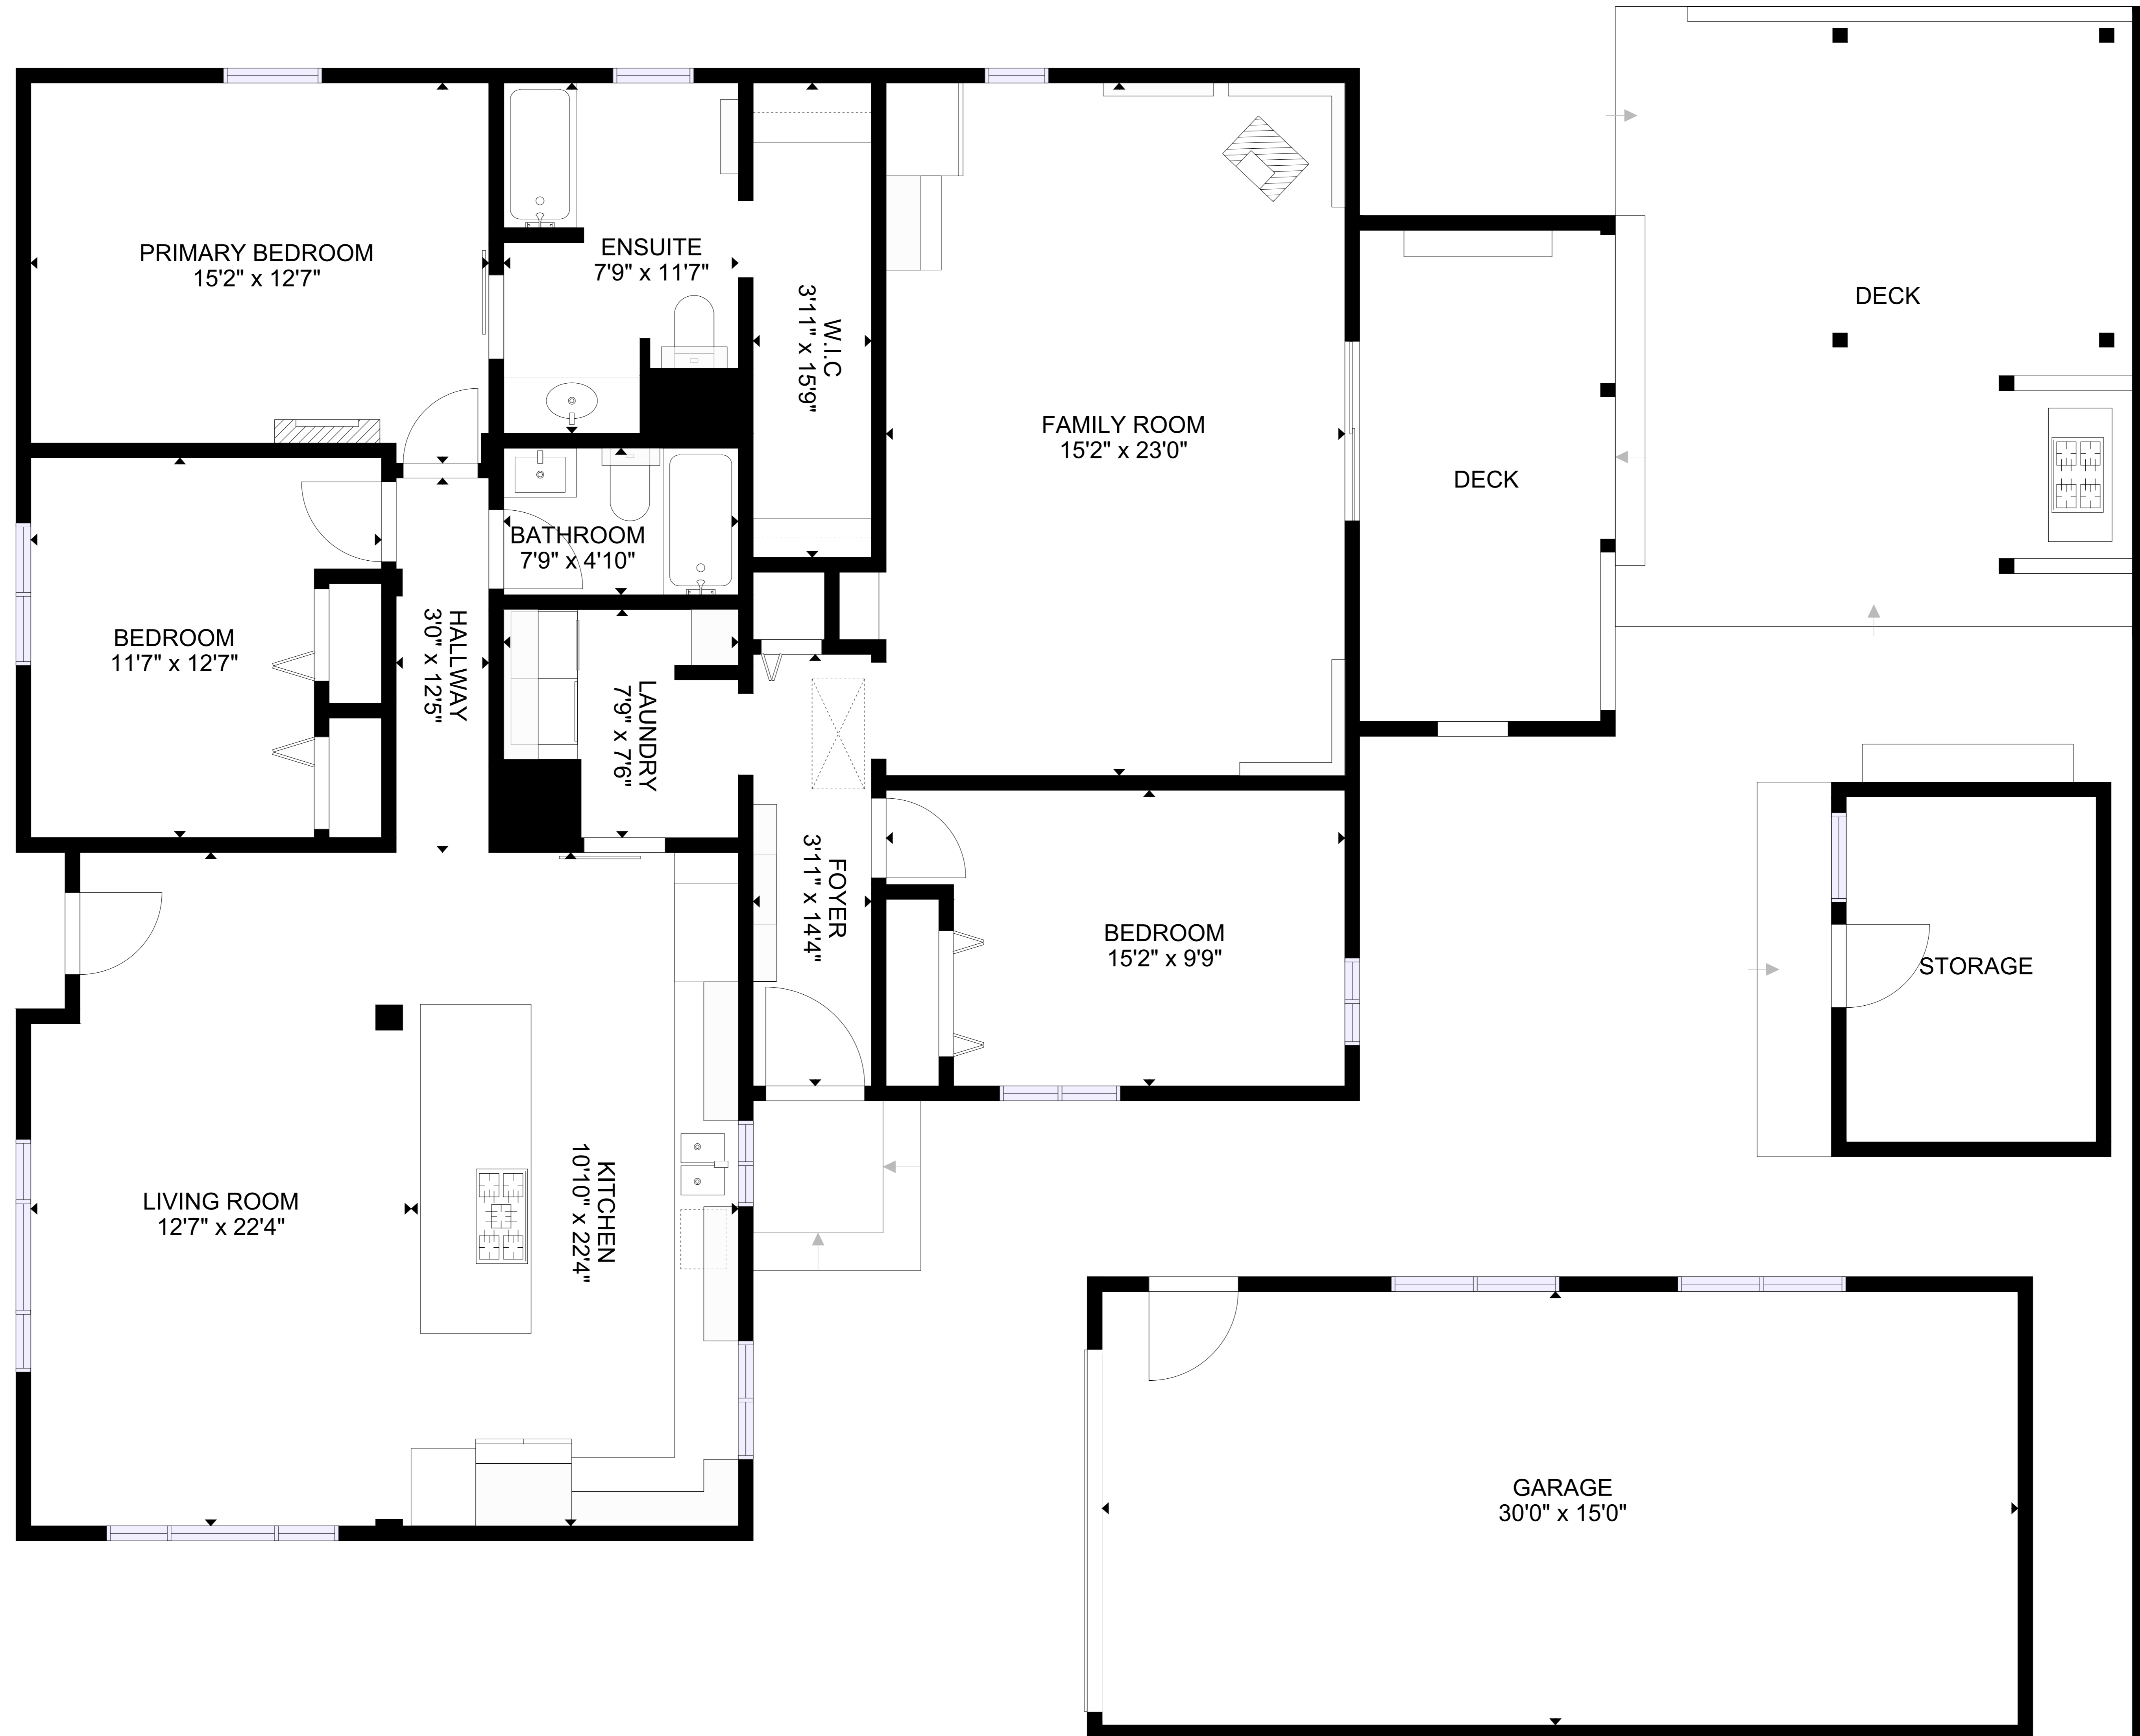 PRIMARY BEDROOM
15'2" x 12'7"
ENSUITE
7'9" x 11'7"
W.I.C
3'11" x 15'9"
FAMILY ROOM
15'2" x 23'0"
DECK
DECK
BATHROOM
7'9" x 4'10"
BEDROOM
11'7" x 12'7"
HALLWAY
3'0" x 12'5"
LAUNDRY
7'9" x 7'6"
FOYER
3'11" x 14'4"
BEDROOM
15'2" x 9'9"
STORAGE
LIVING ROOM
12'7" x 22'4"
KITCHEN
10'10" x 22'4"
GARAGE
30'0" x 15'0"